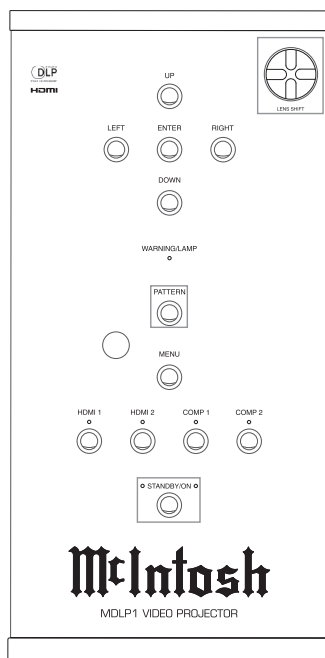 DLP
HDMI
UP
LENS SHIFT
LEFT ENTER RIGHT
DOWN
WARNING/LAMP
PATTERN
MENU
HDMI 1 HDMI 2 COMP 1 COMP 2
STANDBY/ON
McIntosh
MDLP1 VIDEO PROJECTOR